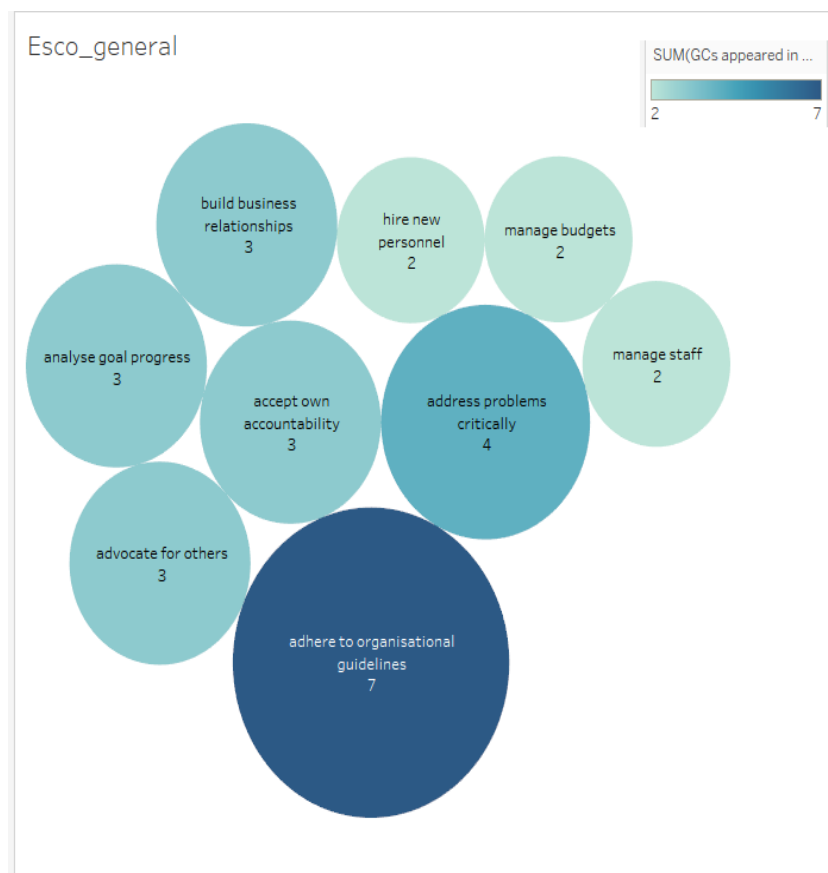 Esco_general
SUM(GCs appeared in ...
2
7
build business
relationships
3
hire new
personnel
2
manage budgets
2
analyse goal progress
3
manage staff
2
accept own
accountability
3
address problems
critically
4
advocate for others
3
adhere to organisational
guidelines
7